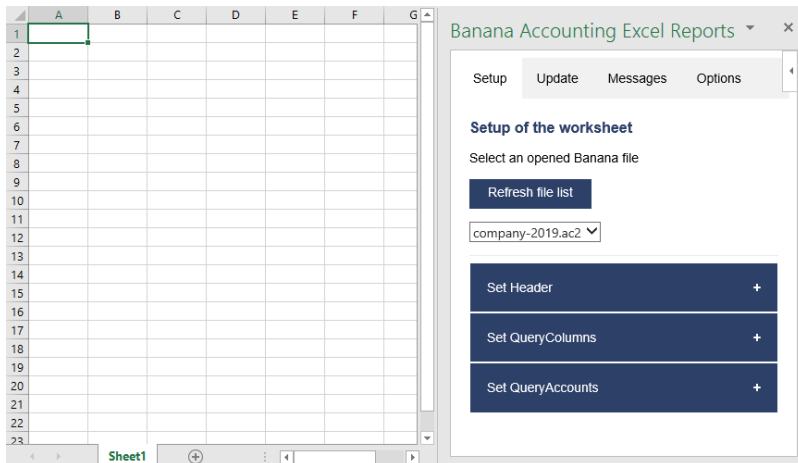 A B C D E F G
Banana Accounting Excel Reports
1
2
3
4
5
6
7
8
9
10
11
12
13
14
15
16
17
18
19
20
21
22
23
Sheet1
Setup Update Messages Options
Setup of the worksheet
Select an opened Banana file
Refresh file list
company-2019.ac2
Set Header +
Set QueryColumns +
Set QueryAccounts +